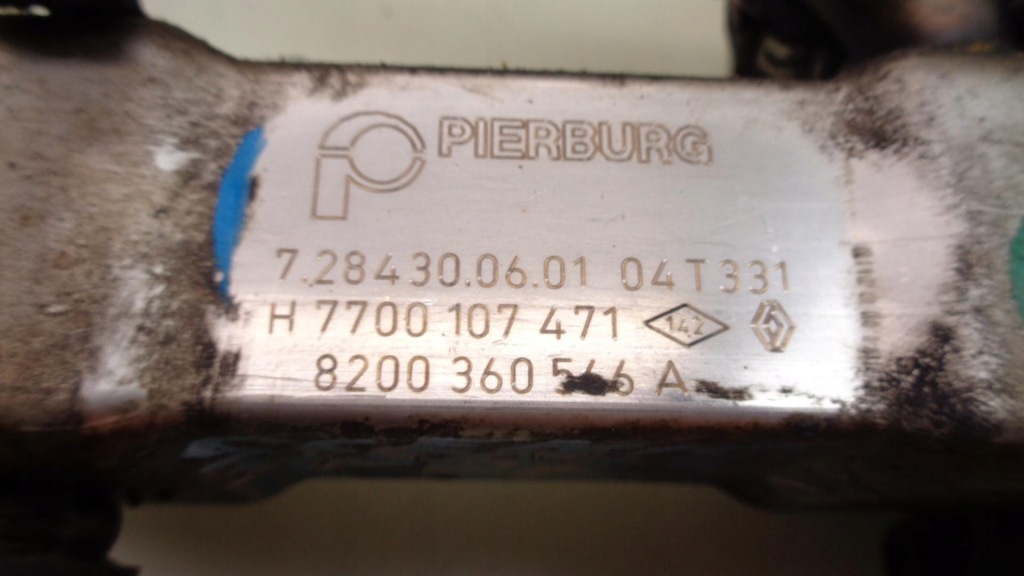 PIERBURG
7.28430.06.01 04T331
H 7700 107 471 142
8200 360 A